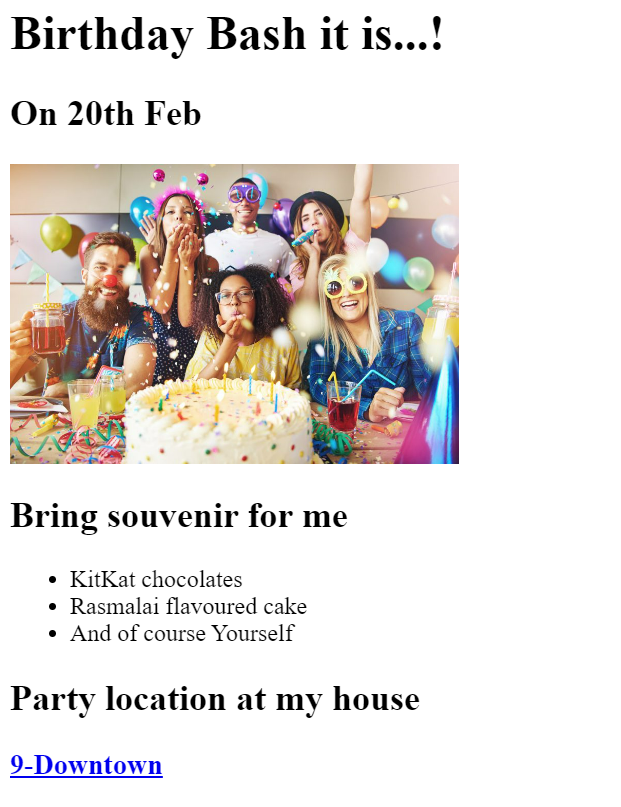 Birthday Bash it is...!
On 20th Feb
Bring souvenir for me
KitKat chocolates
Rasmalai flavoured cake
And of course Yourself
Party location at my house
9-Downtown